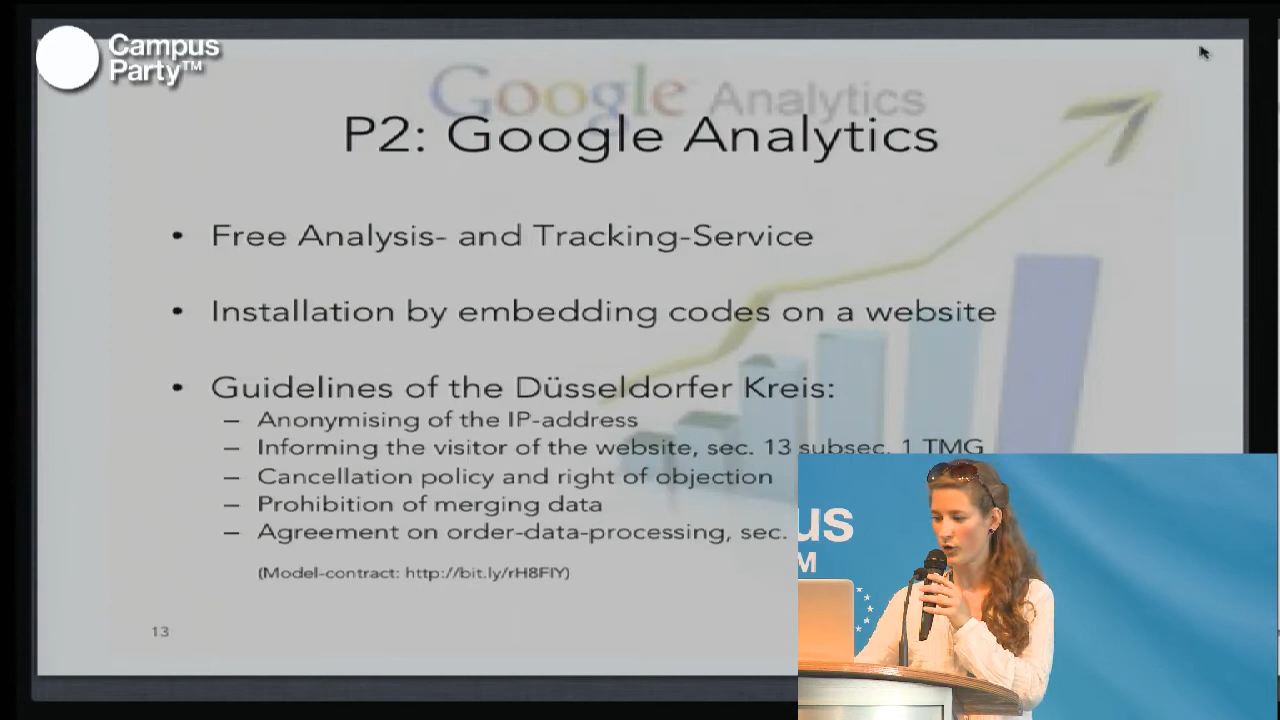 Campus
Party™
Google Analytics
P2: Google Analytics
• Free Analysis- and Tracking-Service
• Installation by embedding codes on a website
• Guidelines of the Düsseldorfer Kreis:
– Anonymising of the IP-address
– Informing the visitor of the website, sec. 13 subsec. 1 TMG
– Cancellation policy and right of objection
– Prohibition of merging data
– Agreement on order-data-processing, sec.
(Model-contract: http://bit.ly/rH8FlY)
13
us
M